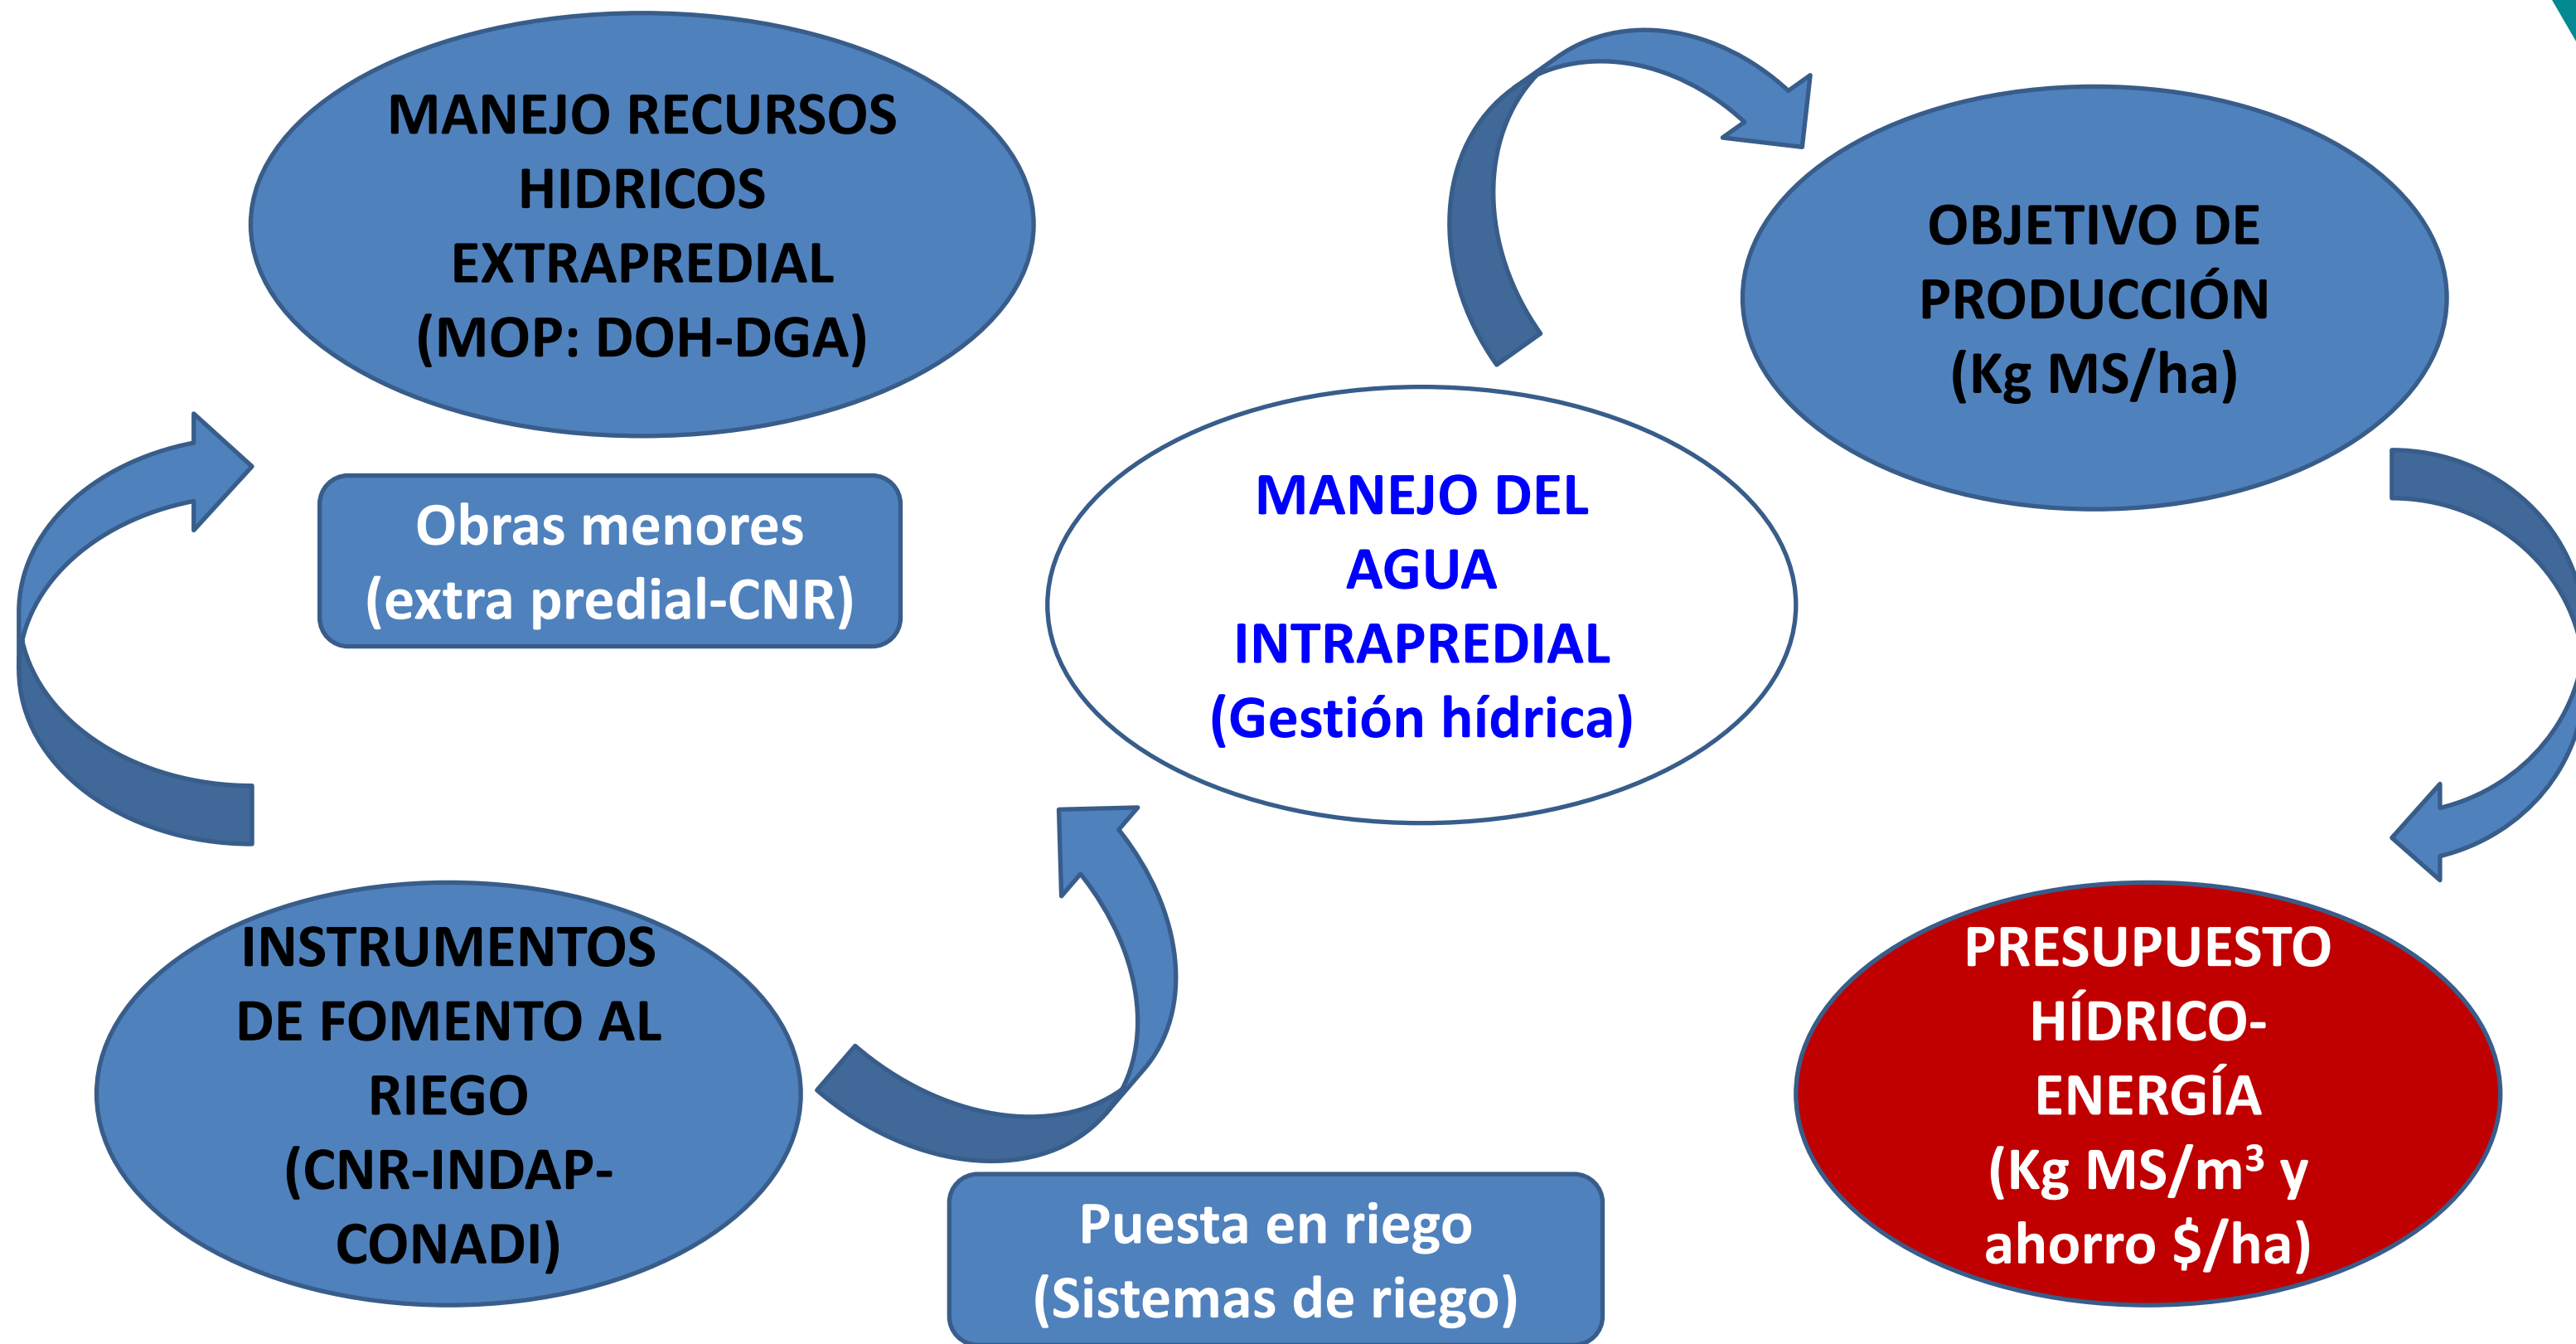 MANEJO RECURSOS
HIDRICOS
EXTRAPREDIAL
(MOP: DOH-DGA)
Obras menores
(extra predial-CNR)
INSTRUMENTOS
DE FOMENTO AL
RIEGO
(CNR-INDAP-
CONADI)
Puesta en riego
(Sistemas de riego)
MANEJO DEL
AGUA
INTRAPREDIAL
(Gestión hídrica)
OBJETIVO DE
PRODUCCIÓN
(Kg MS/ha)
PRESUPUESTO
HÍDRICO-
ENERGÍA
(Kg MS/m³ y
ahorro $/ha)